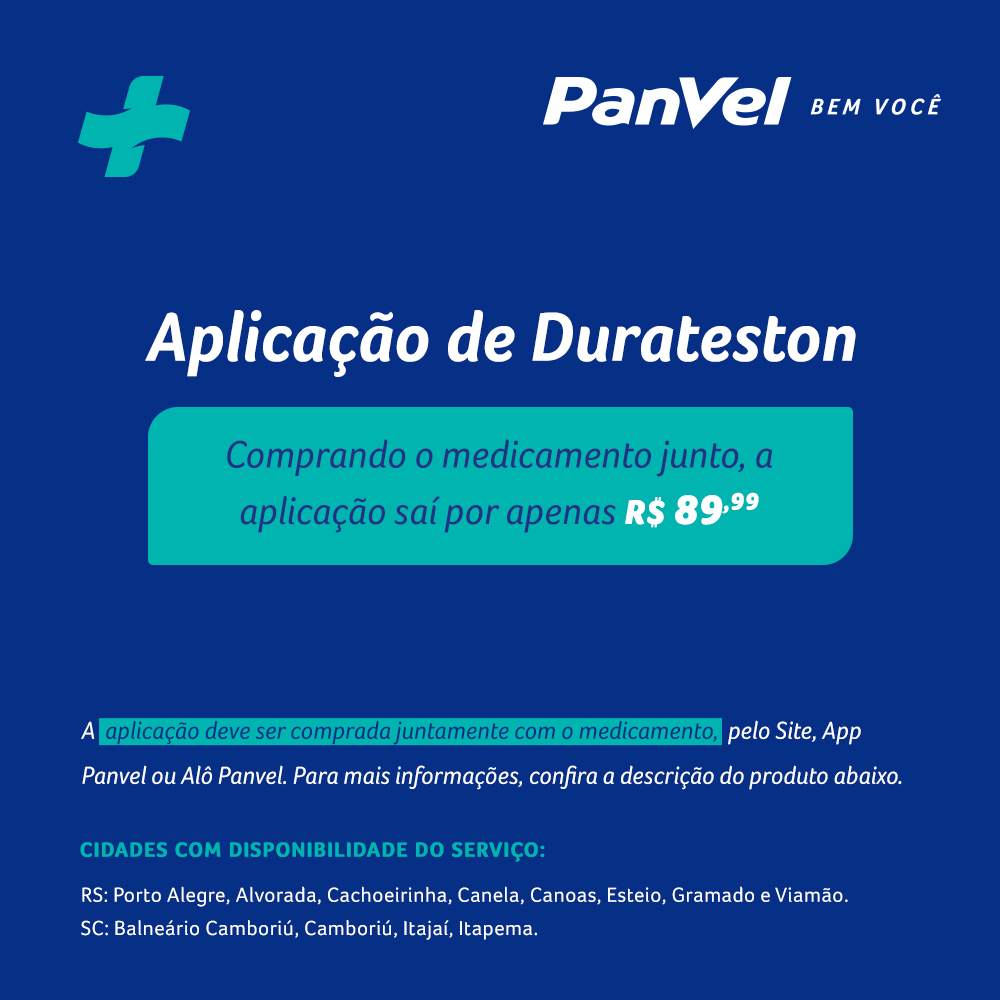 PanVel BEM VOCÊ
Aplicação de Durateston
Comprando o medicamento junto, a
aplicação saí por apenas R$ 89,99
A aplicação deve ser comprada juntamente com o medicamento, pelo Site, App
Panvel ou Alô Panvel. Para mais informações, confira a descrição do produto abaixo.
CIDADES COM DISPONIBILIDADE DO SERVIÇO:
RS: Porto Alegre, Alvorada, Cachoeirinha, Canela, Canoas, Esteio, Gramado e Viamão.
SC: Balneário Camboriú, Camboriú, Itajaí, Itapema.